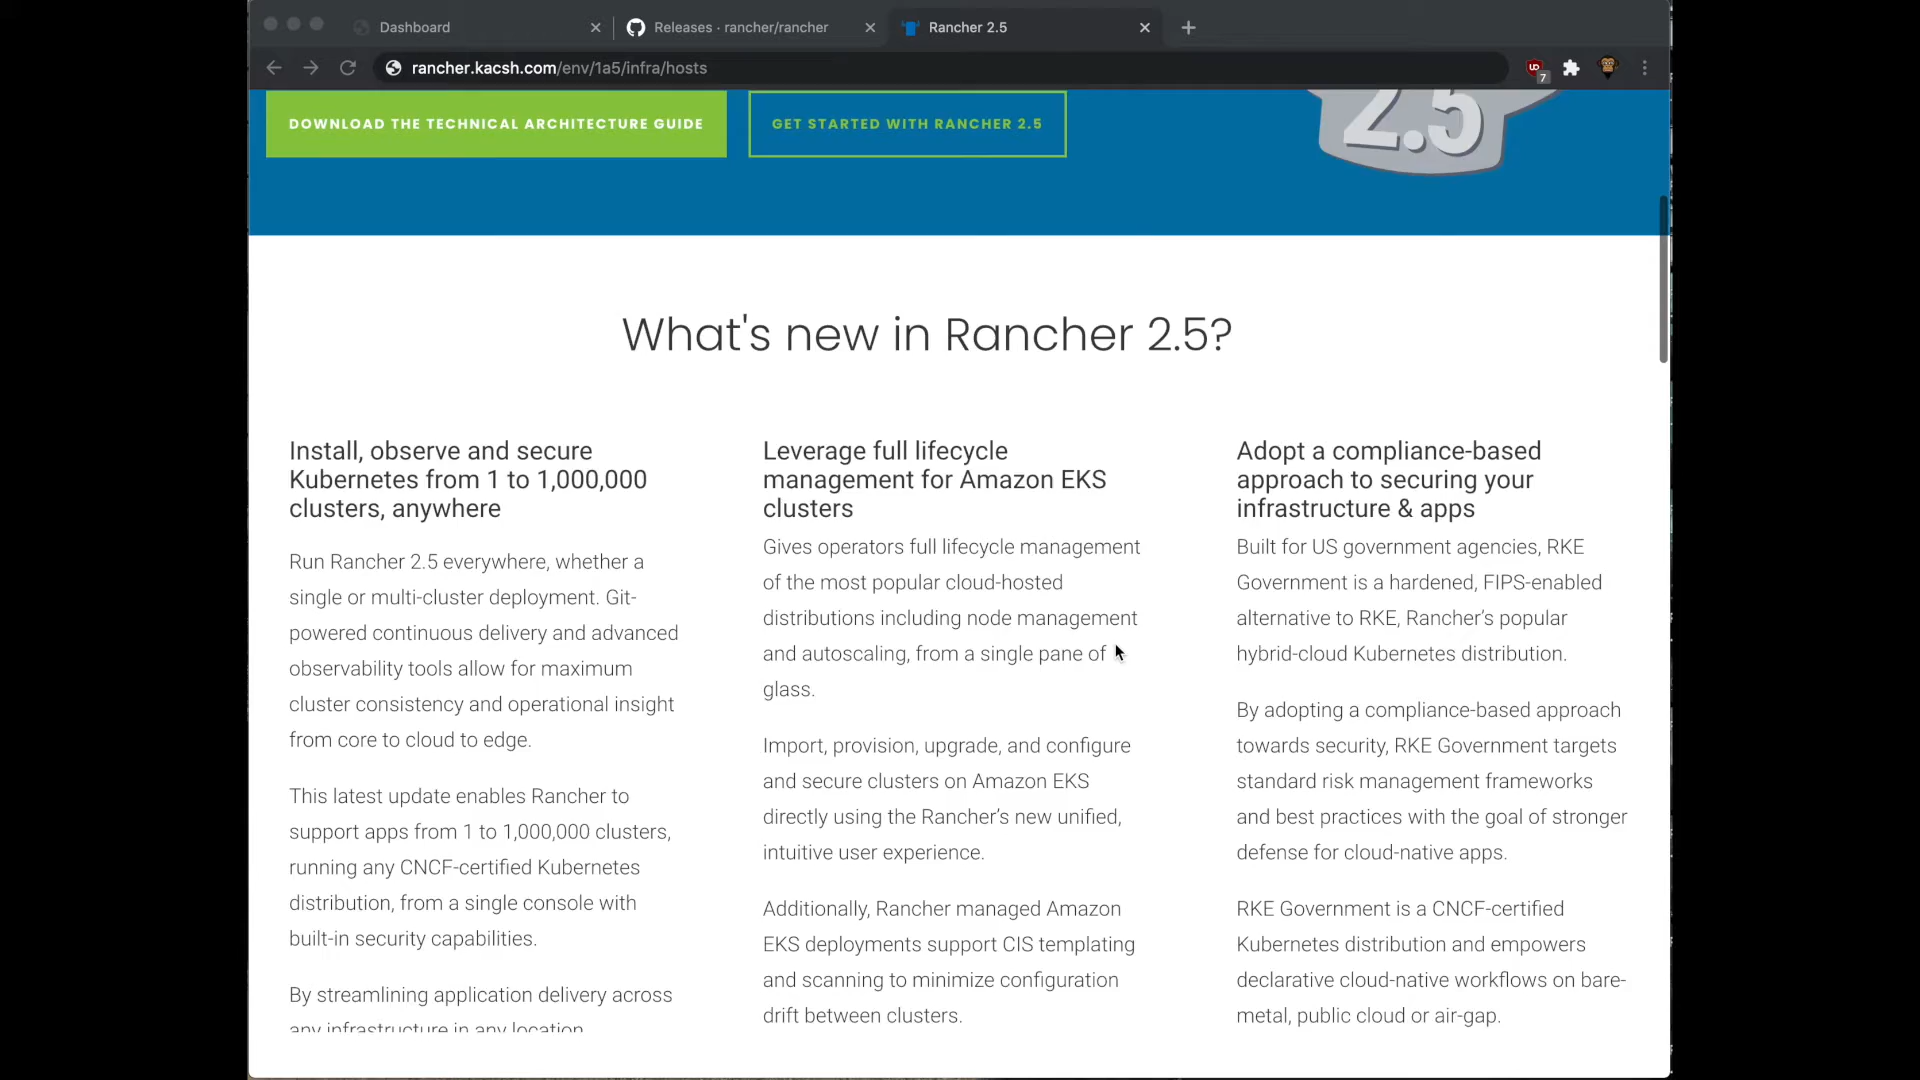 Dashboard
Releases · rancher/rancher
Rancher 2.5
rancher.kacsh.com/env/1a5/infra/hosts
7
DOWNLOAD THE TECHNICAL ARCHITECTURE GUIDE
GET STARTED WITH RANCHER 2.5
2.5
What's new in Rancher 2.5?
Install, observe and secure
Kubernetes from 1 to 1,000,000
clusters, anywhere
Run Rancher 2.5 everywhere, whether a
single or multi-cluster deployment. Git-
powered continuous delivery and advanced
observability tools allow for maximum
cluster consistency and operational insight
from core to cloud to edge.
This latest update enables Rancher to
support apps from 1 to 1,000,000 clusters,
running any CNCF-certified Kubernetes
distribution, from a single console with
built-in security capabilities.
By streamlining application delivery across
any infrastructure in any location
Leverage full lifecycle
management for Amazon EKS
clusters
Gives operators full lifecycle management
of the most popular cloud-hosted
distributions including node management
and autoscaling, from a single pane of
glass.
Import, provision, upgrade, and configure
and secure clusters on Amazon EKS
directly using the Rancher’s new unified,
intuitive user experience.
Additionally, Rancher managed Amazon
EKS deployments support CIS templating
and scanning to minimize configuration
drift between clusters.
Adopt a compliance-based
approach to securing your
infrastructure & apps
Built for US government agencies, RKE
Government is a hardened, FIPS-enabled
alternative to RKE, Rancher’s popular
hybrid-cloud Kubernetes distribution.
By adopting a compliance-based approach
towards security, RKE Government targets
standard risk management frameworks
and best practices with the goal of stronger
defense for cloud-native apps.
RKE Government is a CNCF-certified
Kubernetes distribution and empowers
declarative cloud-native workflows on bare-
metal, public cloud or air-gap.